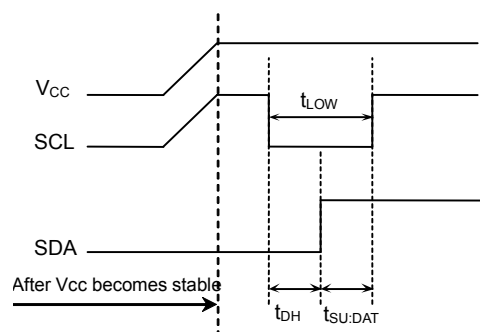 VCC
tLOW
SCL
SDA
After Vcc becomes stable
tDH
tSU:DAT